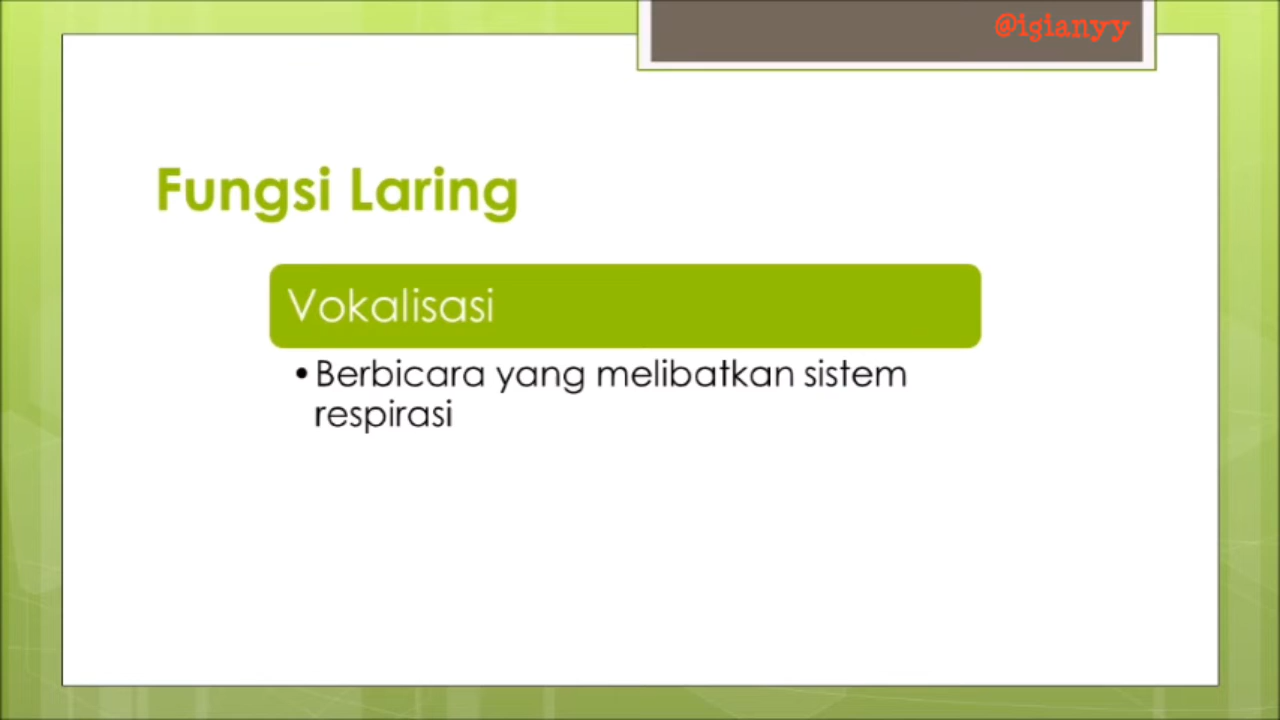 @igianyy
Fungsi Laring
Vokalisasi
•Berbicara yang melibatkan sistem
respirasi